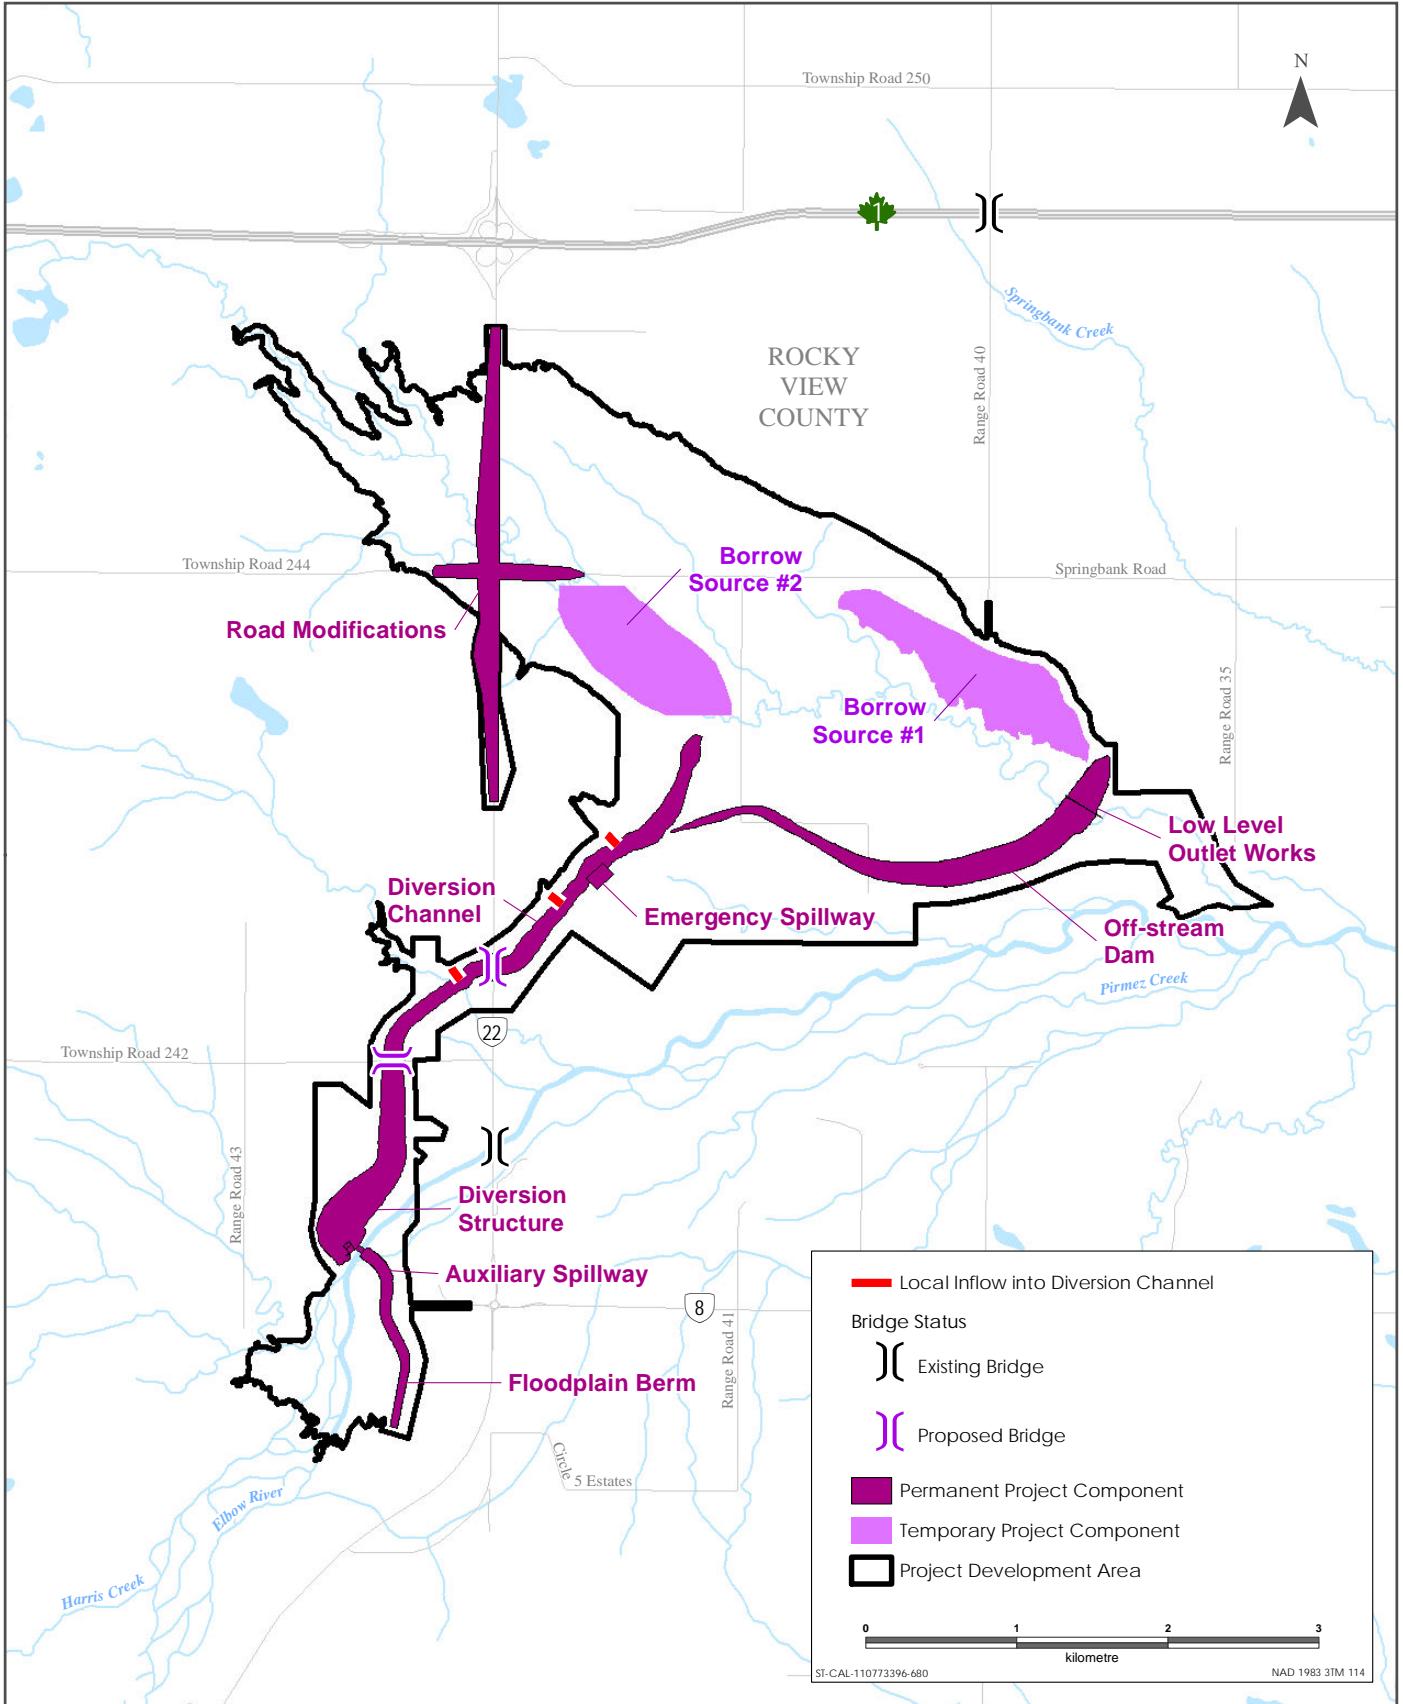 Township Road 250
N
1
Springbank Creek
ROCKY
VIEW
COUNTY
Range Road 40
Township Road 244
Borrow
Source #2
Springbank Road
Road Modifications
Range Road 35
Borrow
Source #1
Low Level
Outlet Works
Diversion
Channel
Emergency Spillway
Off-stream
Dam
Pirmez Creek
22
Township Road 242
Range Road 43
Diversion
Structure
Auxiliary Spillway
8
Range Road 41
Floodplain Berm
Circle
5 Estates
Elbow River
Harris Creek
Local Inflow into Diversion Channel
Bridge Status
Existing Bridge
Proposed Bridge
Permanent Project Component
Temporary Project Component
Project Development Area
0 1 2 3
kilometre
ST-CAL-110773396-680
NAD 1983 3TM 114